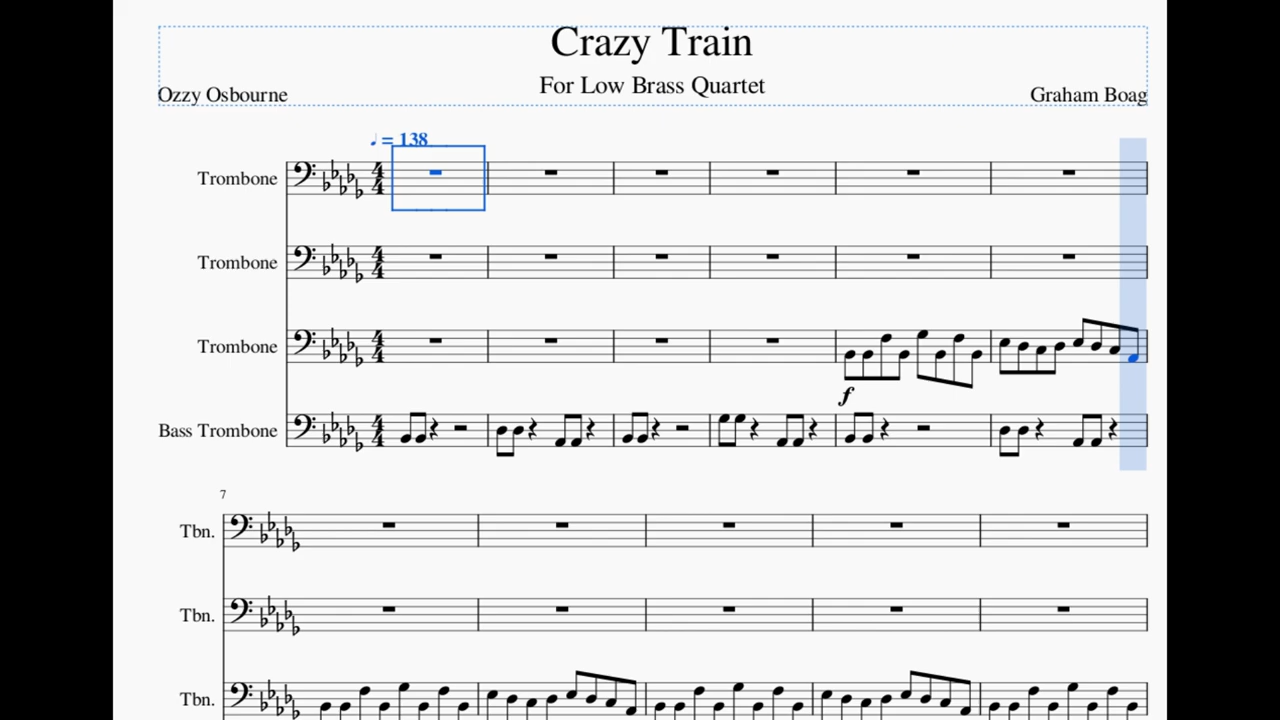 Crazy Train
For Low Brass Quartet
Ozzy Osbourne
Graham Boag
♩ = 138
Trombone
Trombone
Trombone
f
Bass Trombone
7
Tbn.
Tbn.
Tbn.